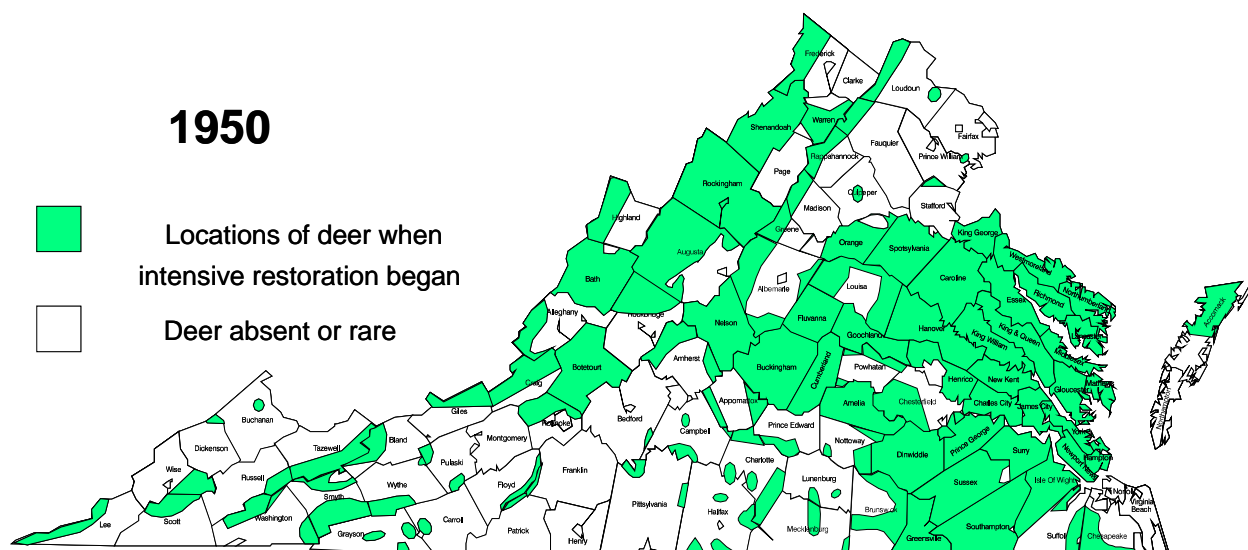 1950
Locations of deer when
intensive restoration began
Deer absent or rare
Frederick
Clarke
Loudoun
Warren
Shenandoah
Fauquier
Fairfax
Prince William
Rappahannock
Page
Rockingham
Culpeper
Madison
Stafford
Highland
Greene
Orange
King George
Spotsylvania
Augusta
Westmoreland
Bath
Albemarle
Louisa
Caroline
Essex
Richmond
Northumberland
Accomack
Alleghany
Rockbridge
Nelson
Fluvanna
Goochland
Hanover
King & Queen
King William
Lancaster
Middlesex
Amherst
Buckingham
Cumberland
Powhatan
Henrico
New Kent
Gloucester
Mathews
Botetourt
Craig
Giles
Appomattox
Amelia
Chesterfield
Charles City
James City
Northampton
Buchanan
Bedford
Roanoke
Campbell
Prince Edward
Nottoway
Prince George
York
Newport News
Hampton
Dickenson
Tazewell
Bland
Montgomery
Pulaski
Charlotte
Dinwiddie
Surry
Wise
Russell
Smyth
Wythe
Floyd
Franklin
Lunenburg
Sussex
Isle Of Wight
Norfolk
Virginia
Beach
Lee
Scott
Washington
Grayson
Carroll
Patrick
Henry
Pittsylvania
Halifax
Mecklenburg
Brunswick
Greensville
Southampton
Suffolk
Chesapeake